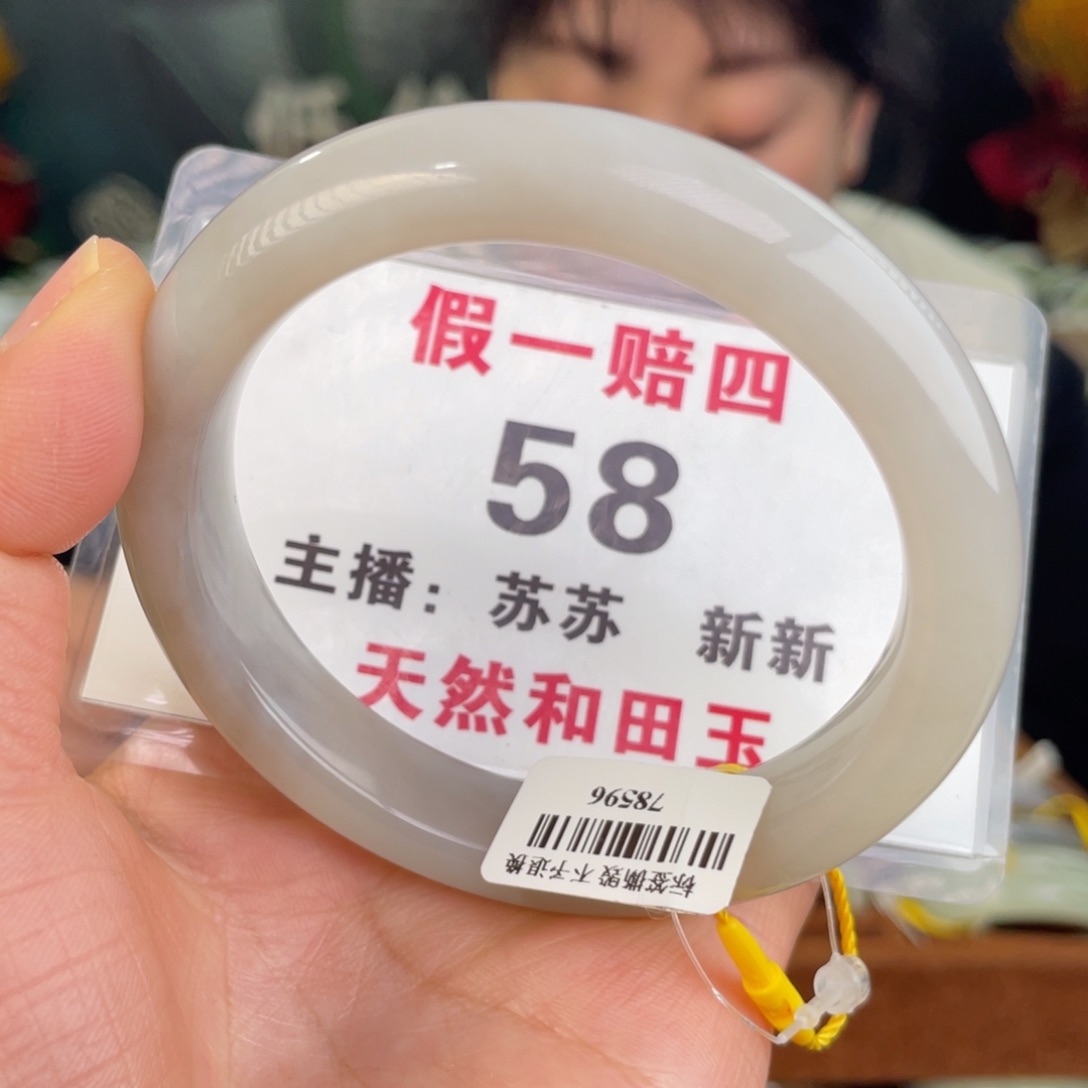 假一赔四
58
主播：苏苏 新新
天然和田玉
78596
标签撕毁 不予退换